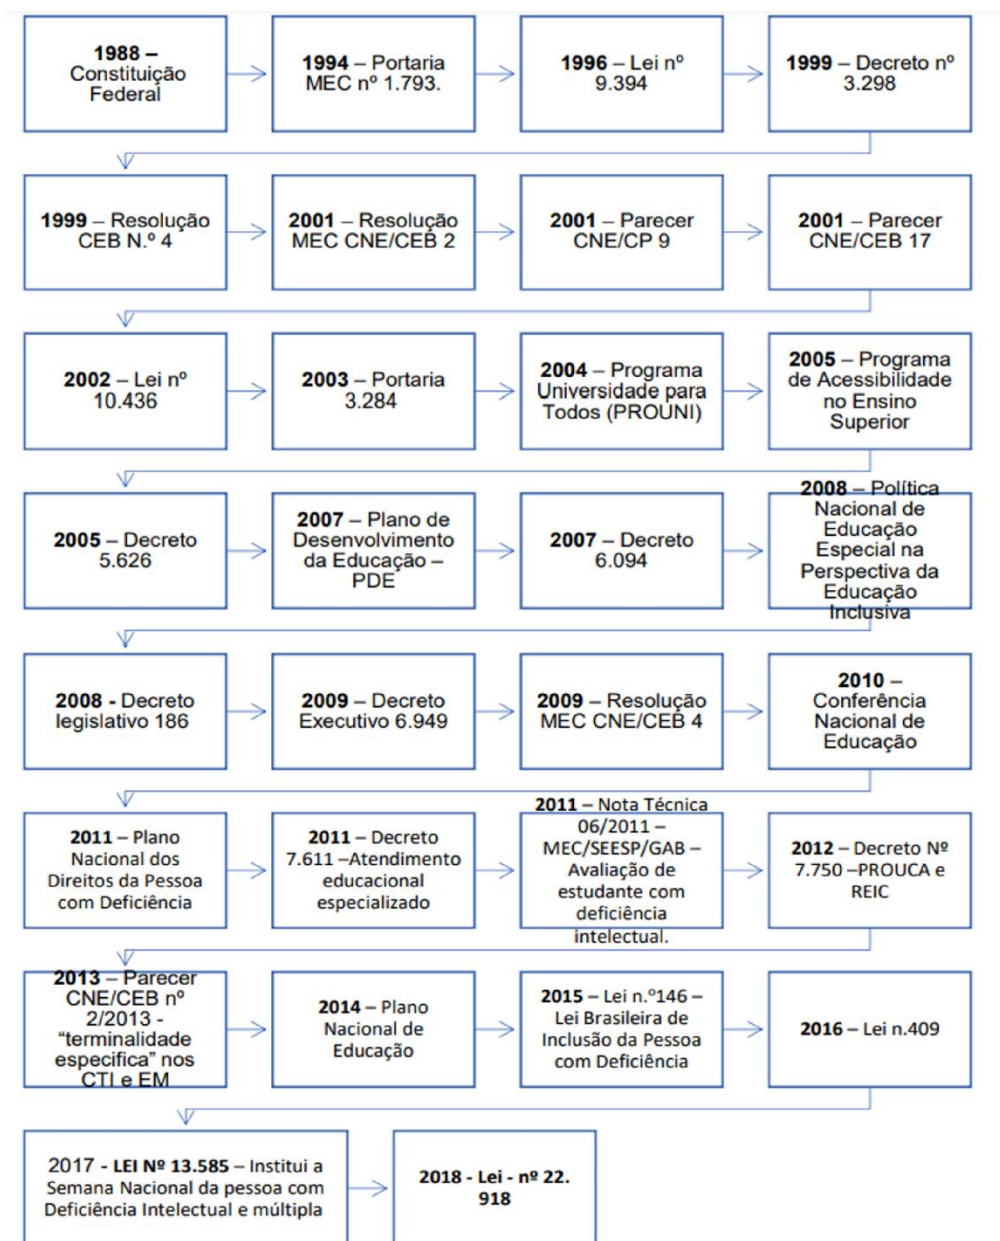 1988 –
Constituição
Federal
1994 – Portaria
MEC nº 1.793.
1996 – Lei nº
9.394
1999 – Decreto nº
3.298
1999 – Resolução
CEB N.º 4
2001 – Resolução
MEC CNE/CEB 2
2001 – Parecer
CNE/CP 9
2001 – Parecer
CNE/CEB 17
2002 – Lei nº
10.436
2003 – Portaria
3.284
2004 – Programa
Universidade para
Todos (PROUNI)
2005 – Programa
de Acessibilidade
no Ensino
Superior
2005 – Decreto
5.626
2007 – Plano de
Desenvolvimento
da Educação –
PDE
2007 – Decreto
6.094
2008 – Política
Nacional de
Educação
Especial na
Perspectiva da
Educação
Inclusiva
2008 - Decreto
legislativo 186
2009 – Decreto
Executivo 6.949
2009 – Resolução
MEC CNE/CEB 4
2010 –
Conferência
Nacional de
Educação
2011 – Plano
Nacional dos
Direitos da Pessoa
com Deficiência
2011 – Decreto
7.611 –Atendimento
educacional
especializado
2011 – Nota Técnica
06/2011 –
MEC/SEESP/GAB –
Avaliação de
estudante com
deficiência
intelectual.
2012 – Decreto Nº
7.750 –PROUCA e
REIC
2013 – Parecer
CNE/CEB nº
2/2013 -
“terminalidade
especifica” nos
CTI e EM
2014 – Plano
Nacional de
Educação
2015 – Lei n.º146 –
Lei Brasileira de
Inclusão da Pessoa
com Deficiência
2016 – Lei n.409
2017 - LEI Nº 13.585 – Institui a
Semana Nacional da pessoa com
Deficiência Intelectual e múltipla
2018 - Lei - nº 22.
918